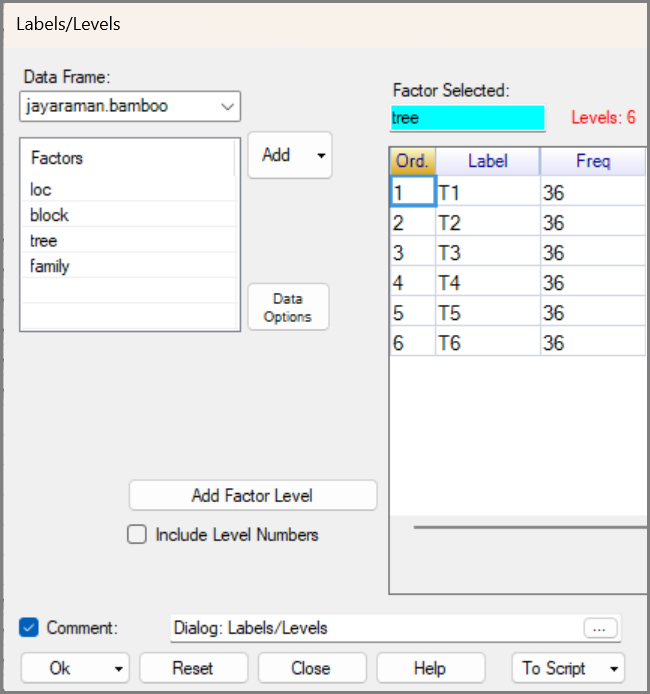 Labels/Levels
Data Frame:
jayaraman.bamboo
Factor Selected:
tree
Levels: 6
Factors
loc
block
tree
family
Add
Data
Options
Ord. Label Freq
1 T1 36
2 T2 36
3 T3 36
4 T4 36
5 T5 36
6 T6 36
Add Factor Level
Include Level Numbers
Comment: Dialog: Labels/Levels ...
Ok Reset Close Help To Script